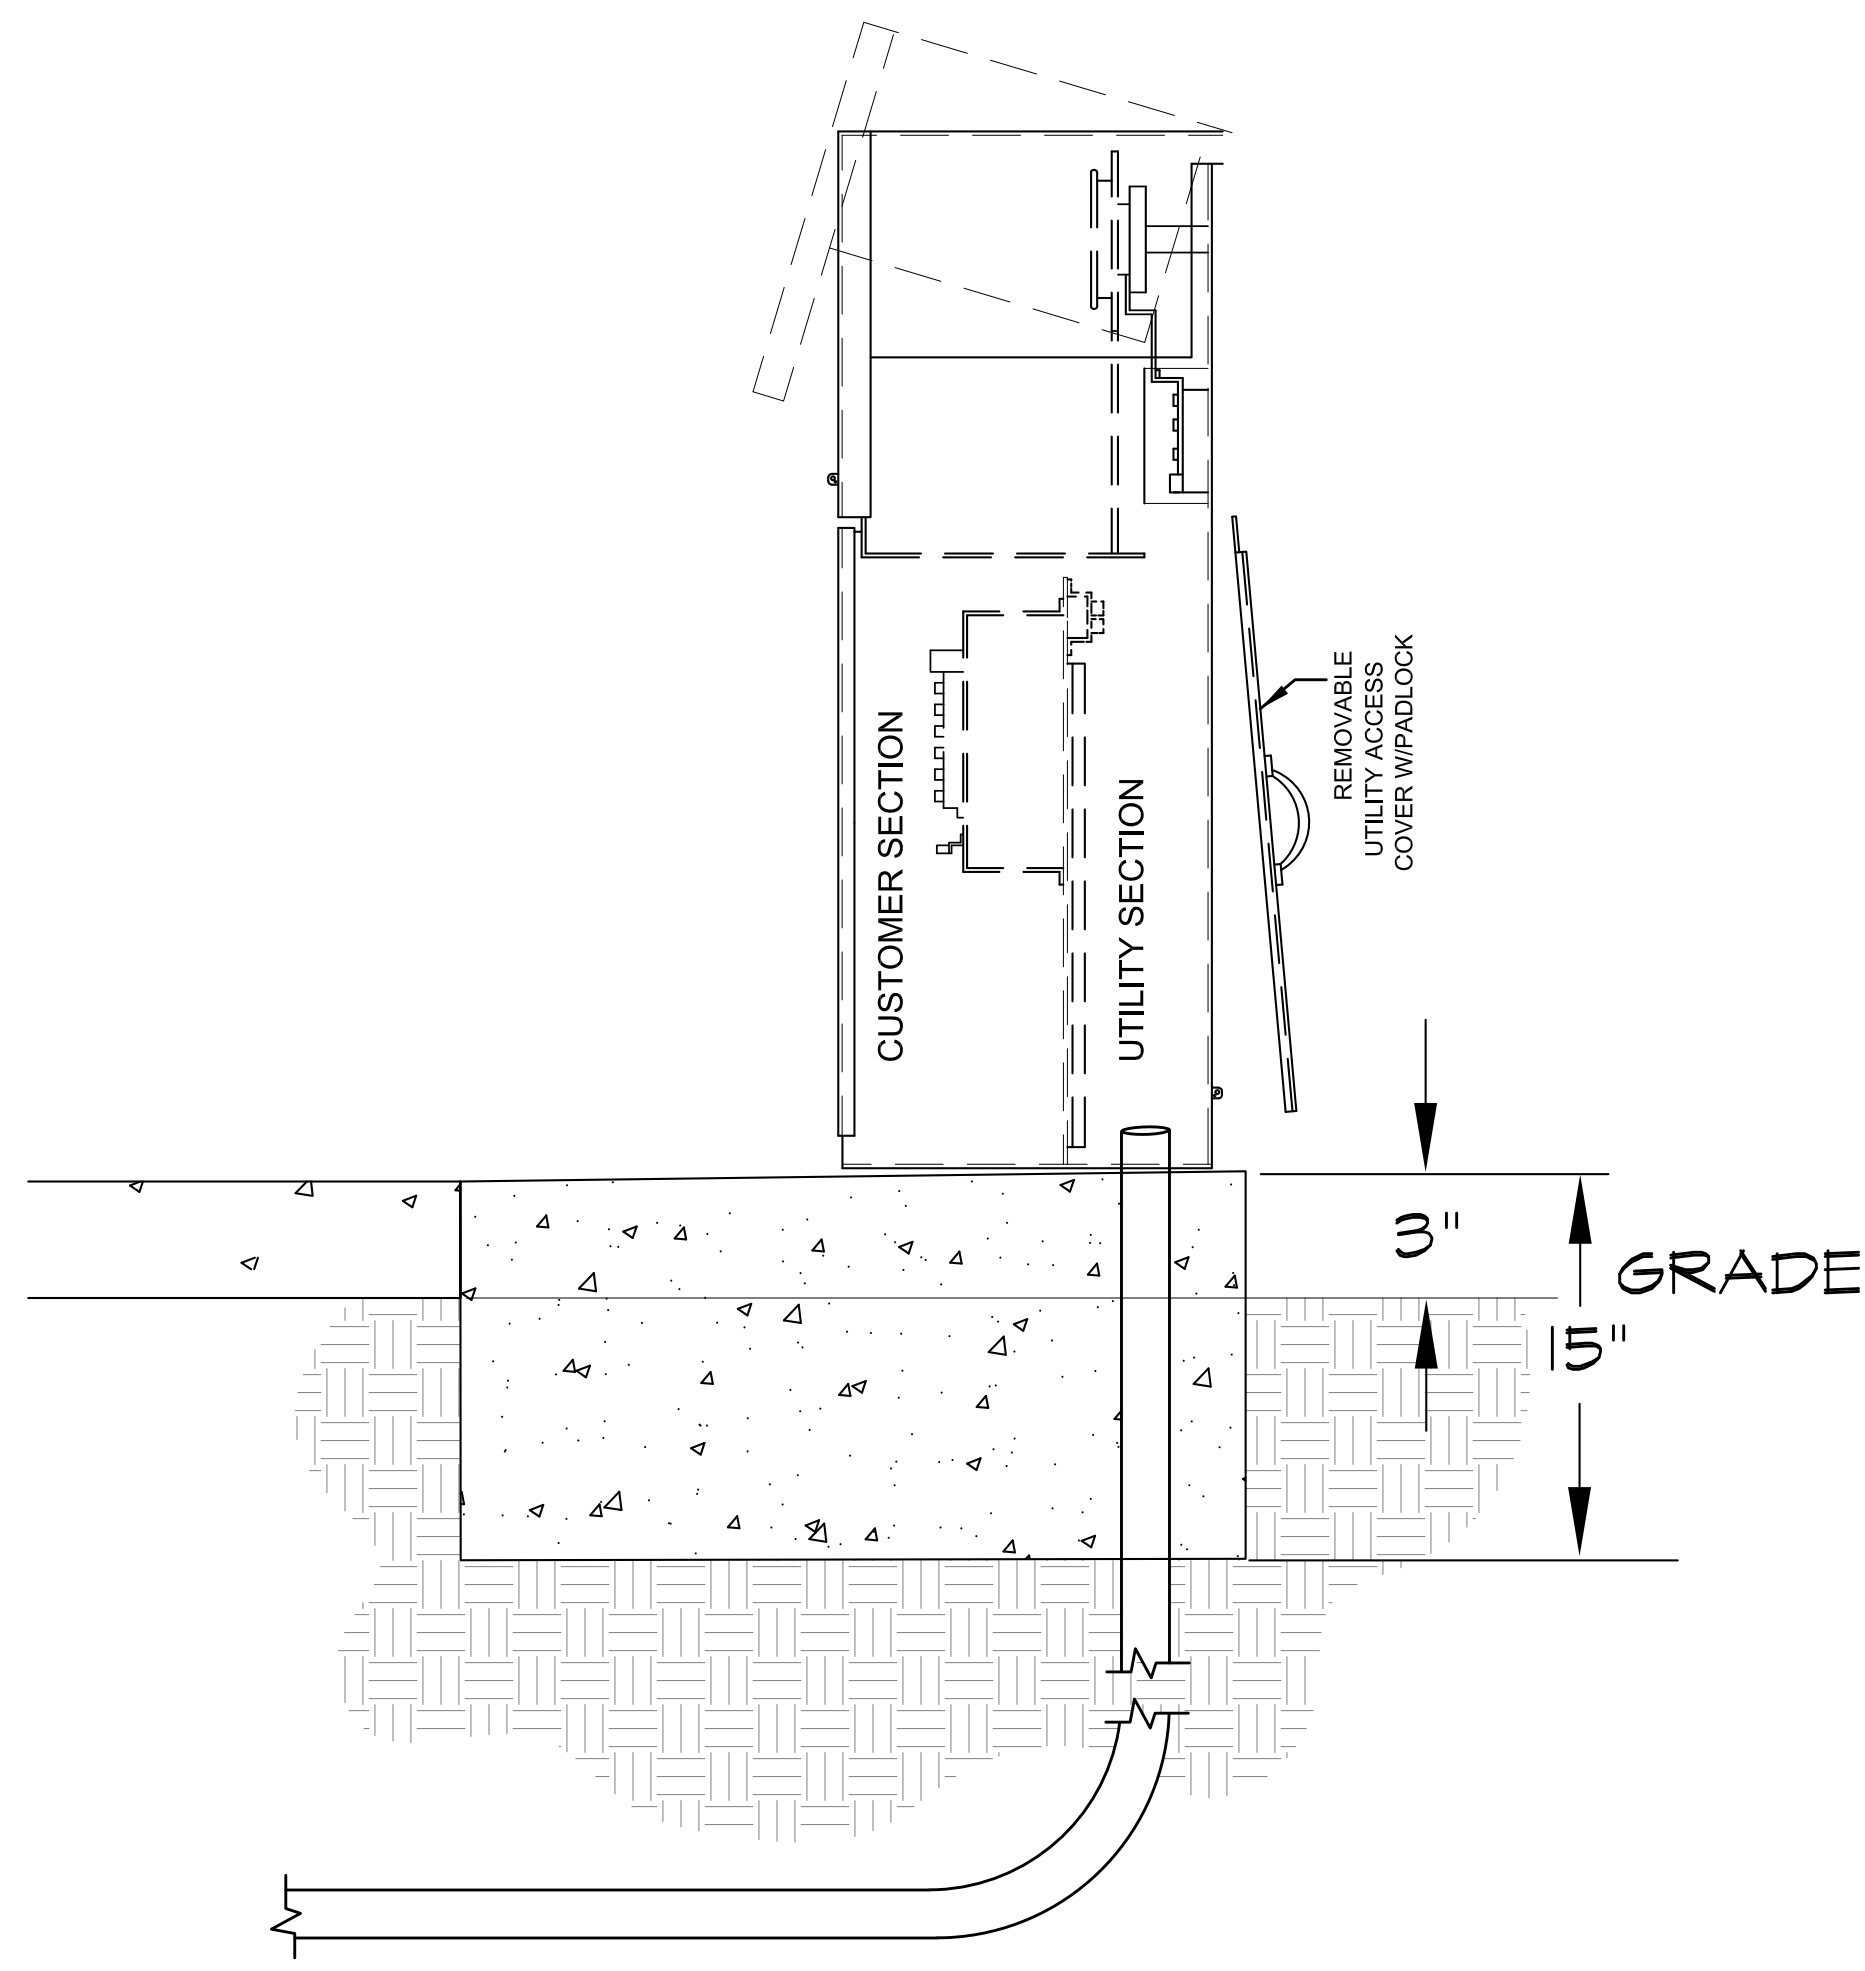 CUSTOMER SECTION
UTILITY SECTION
REMOVABLE
UTILITY ACCESS
COVER W/PADLOCK
3"
GRADE
15"